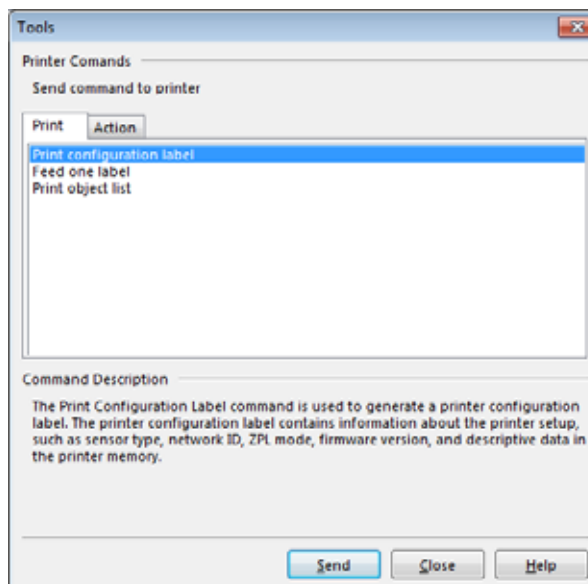 Tools
Printer Comands
Send command to printer
Print
Action
Print configuration label
Feed one label
Print object list
Command Description
The Print Configuration Label command is used to generate a printer configuration
label. The printer configuration label contains information about the printer setup,
such as sensor type, network ID, ZPL mode, firmware version, and descriptive data in
the printer memory.
Send
Close
Help